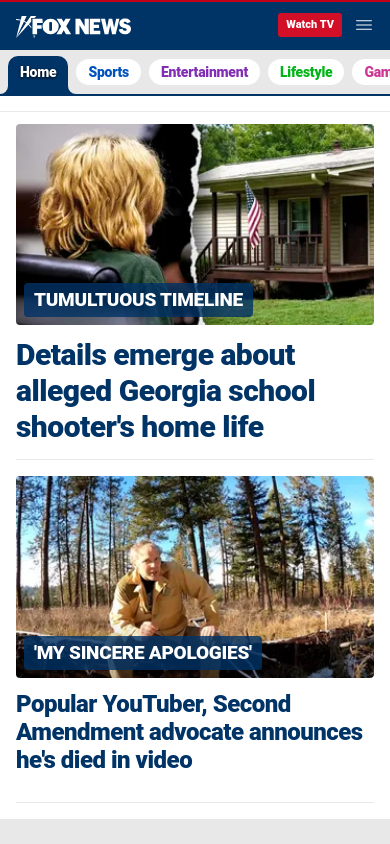 FOX NEWS
Watch TV
Home
Sports
Entertainment
Lifestyle
TUMULTUOUS TIMELINE
Details emerge about
alleged Georgia school
shooter's home life
'MY SINCERE APOLOGIES'
Popular YouTuber, Second
Amendment advocate announces
he's died in video